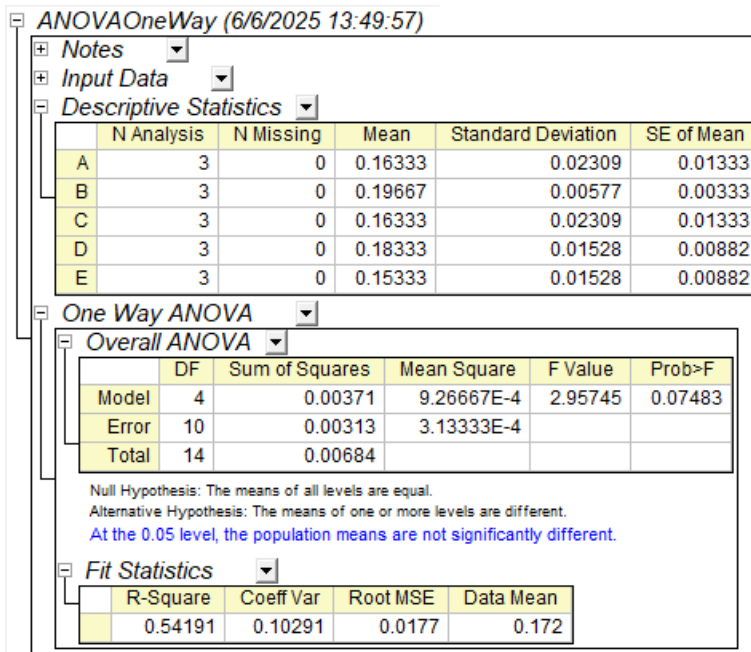 ANOVAOneWay (6/6/2025 13:49:57)
Notes
Input Data
Descriptive Statistics
N Analysis N Missing Mean Standard Deviation SE of Mean
A 3 0 0.16333 0.02309 0.01333
B 3 0 0.19667 0.00577 0.00333
C 3 0 0.16333 0.02309 0.01333
D 3 0 0.18333 0.01528 0.00882
E 3 0 0.15333 0.01528 0.00882
One Way ANOVA
Overall ANOVA
DF Sum of Squares Mean Square F Value Prob>F
Model 4 0.00371 9.26667E-4 2.95745 0.07483
Error 10 0.00313 3.13333E-4
Total 14 0.00684
Null Hypothesis: The means of all levels are equal.
Alternative Hypothesis: The means of one or more levels are different.
At the 0.05 level, the population means are not significantly different.
Fit Statistics
R-Square Coeff Var Root MSE Data Mean
0.54191 0.10291 0.0177 0.172